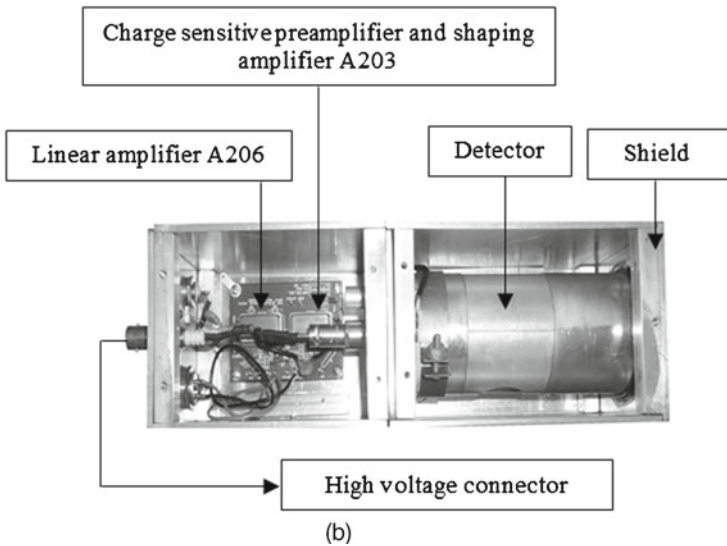 Charge sensitive preamplifier and shaping
amplifier A203
Linear amplifier A206
Detector
Shield
High voltage connector
(b)